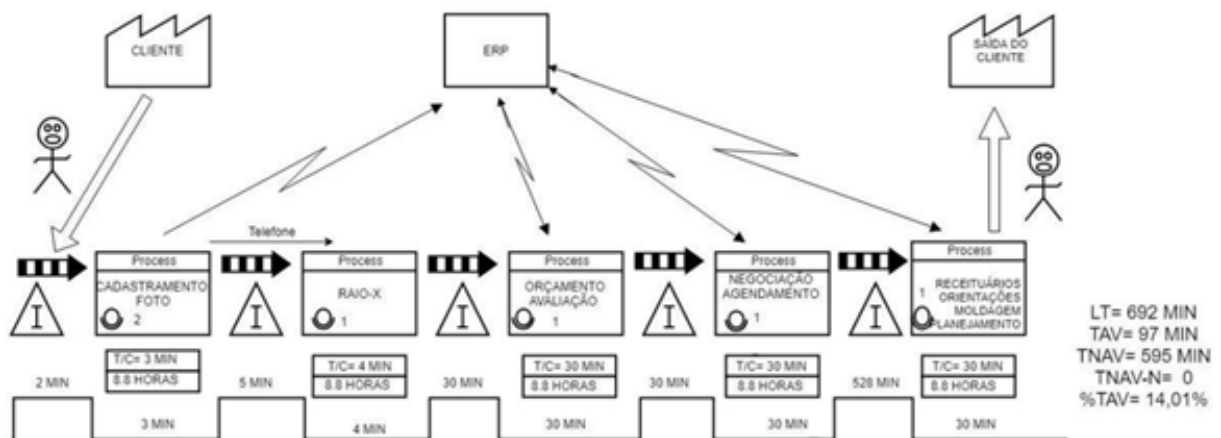 CLIENTE
ERP
SAÍDA DO
CLIENTE
Telefone
Process
CADASTRAMENTO
FOTO
2
Process
RAIO-X
1
Process
ORÇAMENTO
AVALIAÇÃO
1
Process
NEGOCIAÇÃO
AGENDAMENTO
1
Process
1
RECEITUÁRIOS
ORIENTAÇÕES
MOLDAGEM
PLANEJAMENTO
I
I
I
I
I
T/C= 3 MIN
8.8 HORAS
T/C= 4 MIN
8.8 HORAS
T/C= 30 MIN
8.8 HORAS
T/C= 30 MIN
8.8 HORAS
T/C= 30 MIN
8.8 HORAS
2 MIN
5 MIN
30 MIN
30 MIN
528 MIN
3 MIN
4 MIN
30 MIN
30 MIN
30 MIN
LT= 692 MIN
TAV= 97 MIN
TNAV= 595 MIN
TNAV-N= 0
%TAV= 14,01%